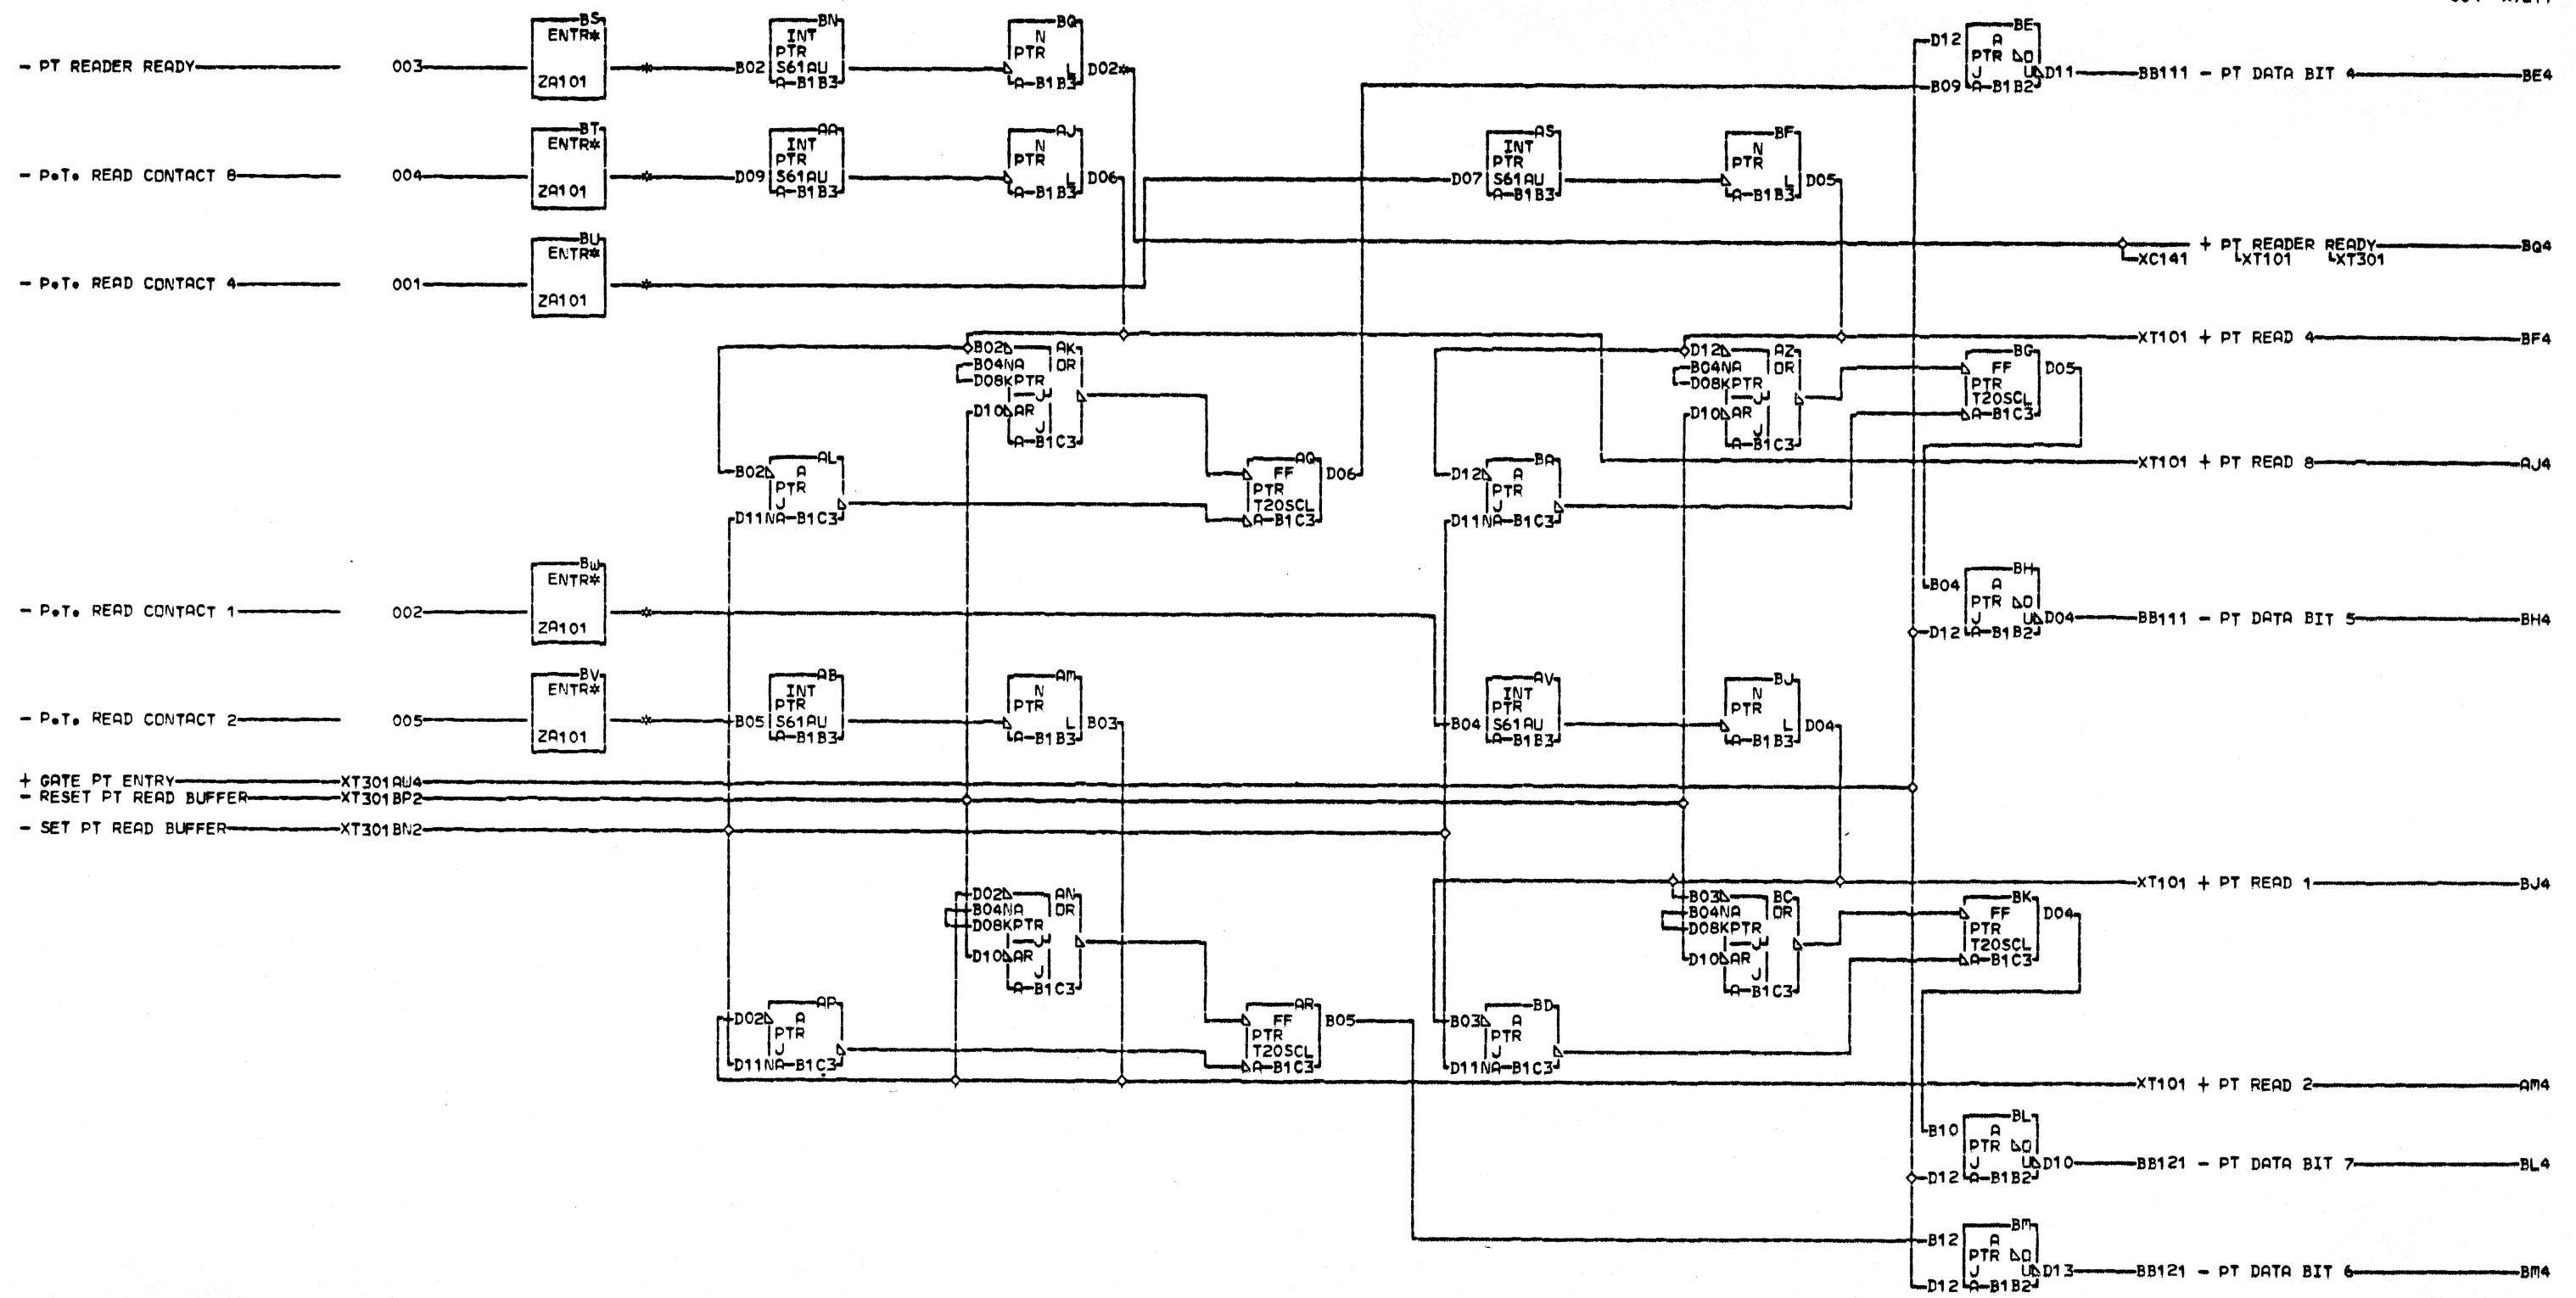 BS BN BQ BE
ENTR* INT N D12 A
PTR PTR PTR DO
- PT READER READY 003 B02 S61AU L D02* J U D11 BB111 - PT DATA BIT 4 BE4
ZA101 A-B1B3 A-B1B3 B09 A-B1B2
BT AA AJ AS BF
ENTR* INT N INT N
PTR PTR PTR PTR
- P.T. READ CONTACT 8 004 D09 S61AU L D06 D07 S61AU L D05
ZA101 A-B1B3 A-B1B3 A-B1B3 A-B1B3
BU
ENTR* + PT READER READY BQ4
XC141 XT101 XT301
- P.T. READ CONTACT 4 001
ZA101
XT101 + PT READ 4 BF4
B02 AK D12 AZ BG
B04NA OR B04NA OR FF D05
D08KPTR D08KPTR PTR
J J T20SCL
D10 AR D10 AR A-B1C3
J J
A-B1C3 A-B1C3
AL AQ BA XT101 + PT READ 8 AJ4
B02 A FF D06 D12 A
PTR PTR PTR
J T20SCL J
D11NA-B1C3 A-B1C3 D11NA-B1C3
BW BH
ENTR* B04 A
PTR DO
- P.T. READ CONTACT 1 002 J U D04 BB111 - PT DATA BIT 5 BH4
ZA101 D12 A-B1B2
BV AB AM AV BJ
ENTR* INT N INT N
PTR PTR PTR PTR
- P.T. READ CONTACT 2 005 B05 S61AU L B03 B04 S61AU L D04
ZA101 A-B1B3 A-B1B3 A-B1B3 A-B1B3
+ GATE PT ENTRY XT301AW4
- RESET PT READ BUFFER XT301BP2
- SET PT READ BUFFER XT301BN2
XT101 + PT READ 1 BJ4
D02 AN B03 BC BK
B04NA OR B04NA OR FF D04
D08KPTR D08KPTR PTR
J J T20SCL
D10 AR D10 AR A-B1C3
J J
A-B1C3 A-B1C3
AP AR BD
D02 A FF B05 B03 A
PTR PTR PTR
J T20SCL J
D11NA-B1C3 A-B1C3 D11NA-B1C3
XT101 + PT READ 2 AM4
BL
B10 A
PTR DO
J U D10 BB121 - PT DATA BIT 7 BL4
D12 A-B1B2
BM
B12 A
PTR DO
J U D13 BB121 - PT DATA BIT 6 BM4
D12 A-B1B2